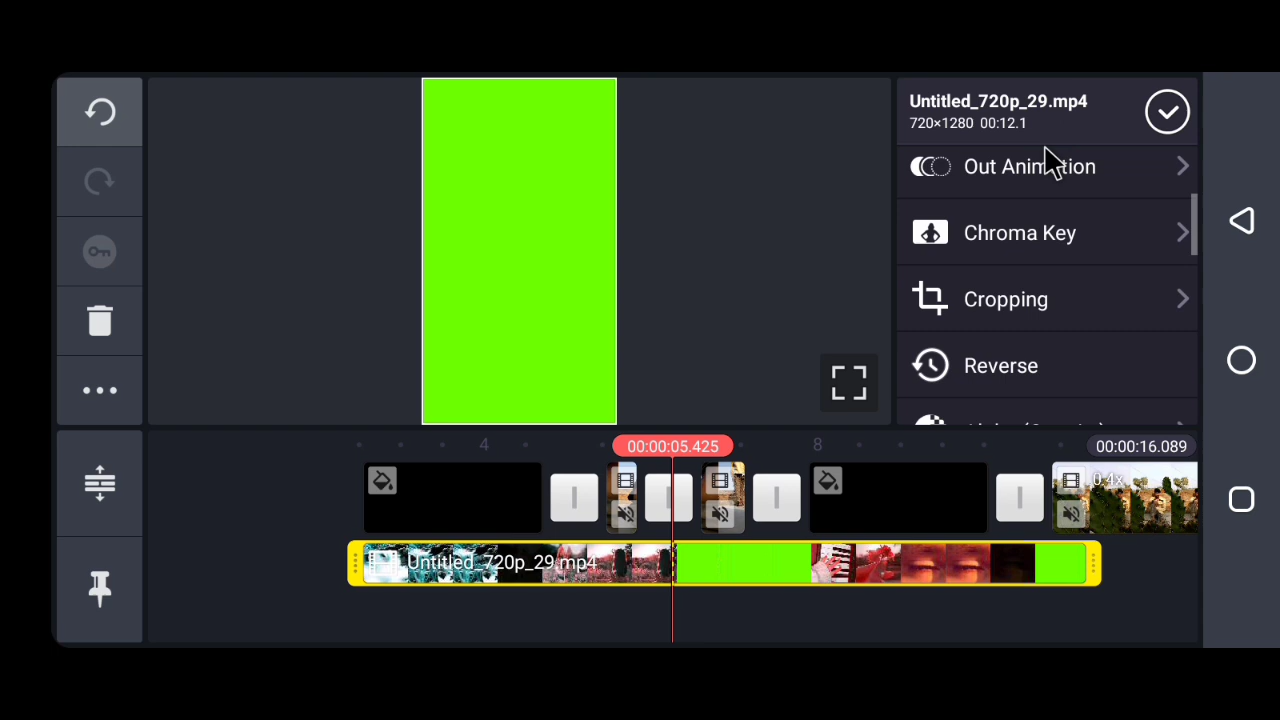 Untitled_720p_29.mp4
720×1280 00:12.1
Out Animation
Chroma Key
Cropping
Reverse
4
00:00:05.425
8
00:00:16.089
0.4x
Untitled_720p_29.mp4